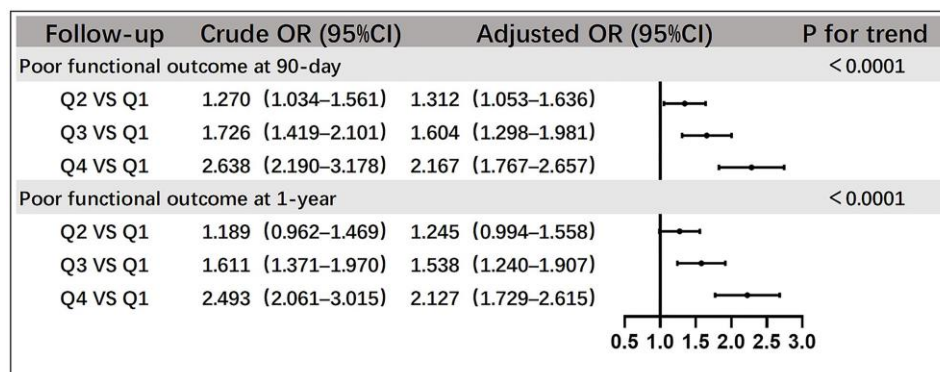 Follow-up Crude OR (95%CI) Adjusted OR (95%CI) P for trend
Poor functional outcome at 90-day <0.0001
Q2 VS Q1 1.270 (1.034–1.561) 1.312 (1.053–1.636)
Q3 VS Q1 1.726 (1.419–2.101) 1.604 (1.298–1.981)
Q4 VS Q1 2.638 (2.190–3.178) 2.167 (1.767–2.657)
Poor functional outcome at 1-year <0.0001
Q2 VS Q1 1.189 (0.962–1.469) 1.245 (0.994–1.558)
Q3 VS Q1 1.611 (1.371–1.970) 1.538 (1.240–1.907)
Q4 VS Q1 2.493 (2.061–3.015) 2.127 (1.729–2.615)
0.5 1.0 1.5 2.0 2.5 3.0